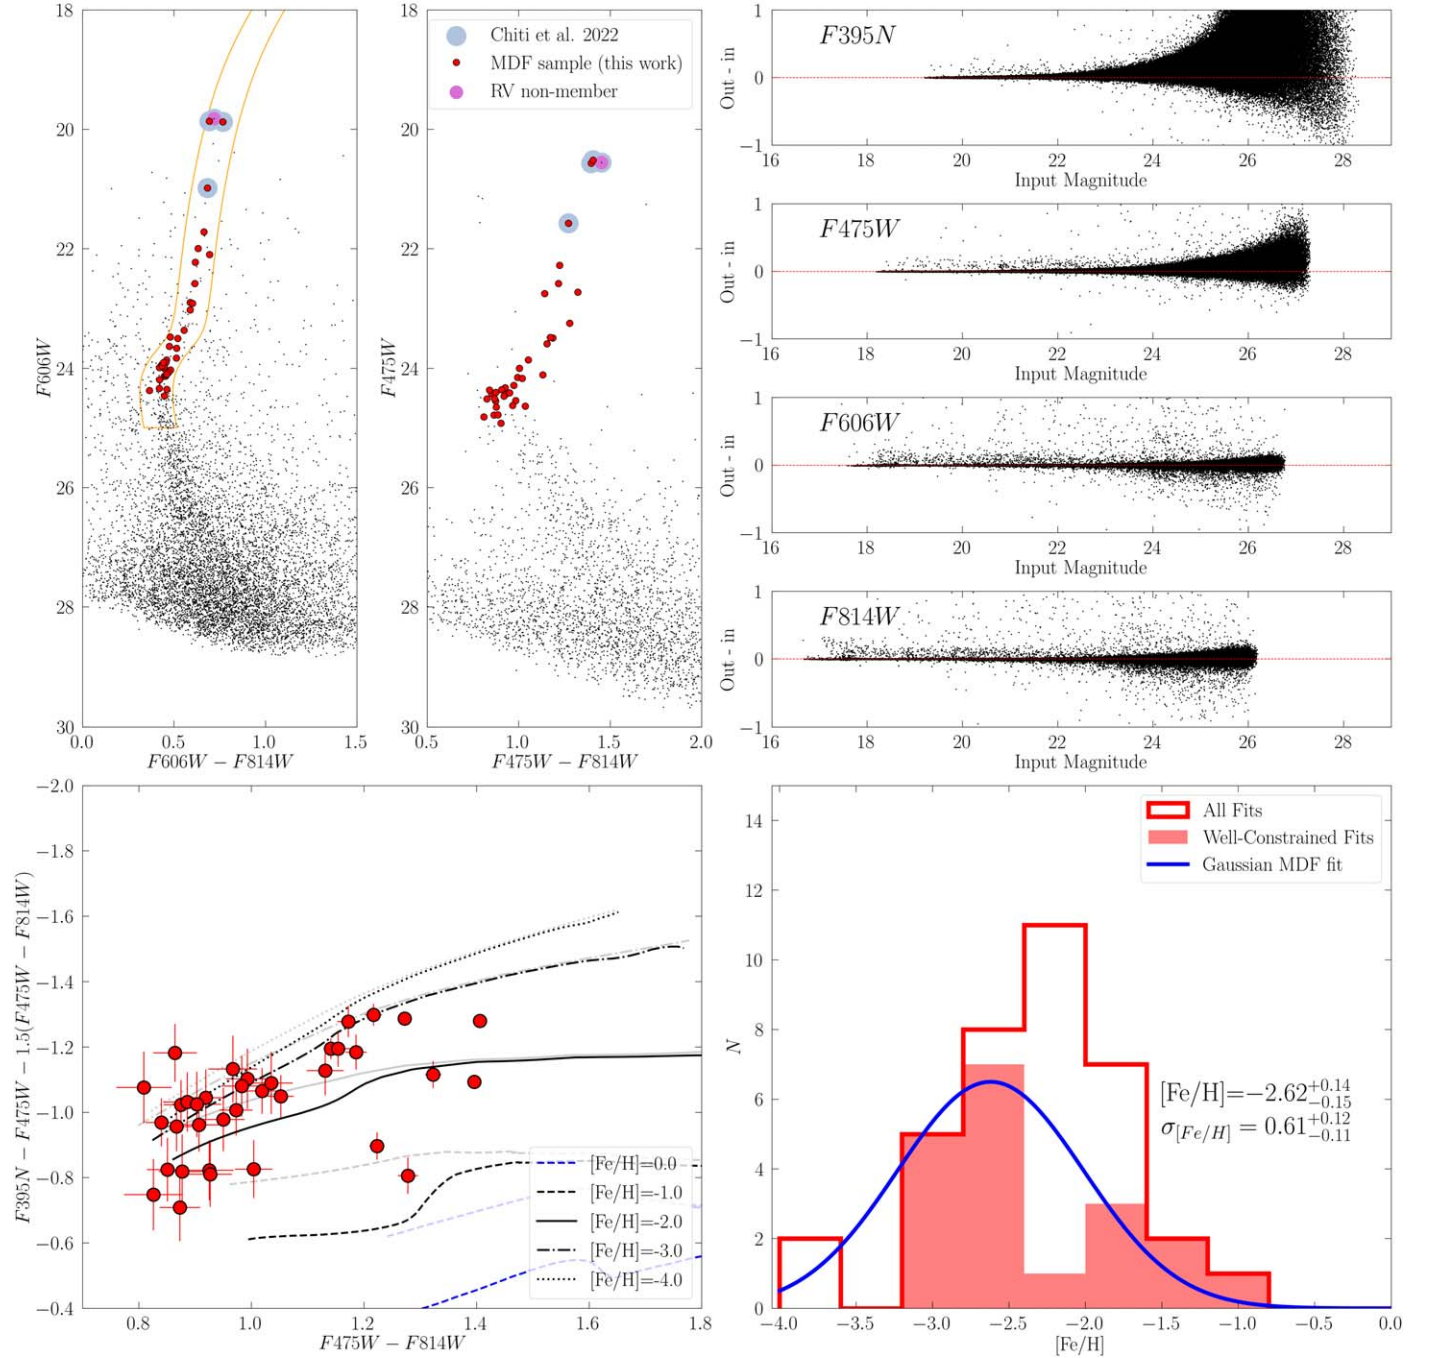 18
20
22
24
26
28
30
0.0
0.5
1.0
1.5
F606W
F606W − F814W
Chiti et al. 2022
MDF sample (this work)
RV non-member
18
20
22
24
26
28
30
0.5
1.0
1.5
2.0
F475W
F475W − F814W
F395N
1
0
−1
Out - in
16
18
20
22
24
26
28
Input Magnitude
F475W
1
0
−1
Out - in
16
18
20
22
24
26
28
Input Magnitude
F606W
1
0
−1
Out - in
16
18
20
22
24
26
28
Input Magnitude
F814W
1
0
−1
Out - in
16
18
20
22
24
26
28
Input Magnitude
−2.0
−1.8
−1.6
−1.4
−1.2
−1.0
−0.8
−0.6
−0.4
F395N − F475W − 1.5(F475W − F814W)
[Fe/H]=0.0
[Fe/H]=-1.0
[Fe/H]=-2.0
[Fe/H]=-3.0
[Fe/H]=-4.0
0.8
1.0
1.2
1.4
1.6
1.8
F475W − F814W
All Fits
Well-Constrained Fits
Gaussian MDF fit
14
12
10
8
6
4
2
0
N
[Fe/H]=−2.62+0.14 −0.15
σ[Fe/H] = 0.61+0.12 −0.11
−4.0
−3.5
−3.0
−2.5
−2.0
−1.5
−1.0
−0.5
0.0
[Fe/H]